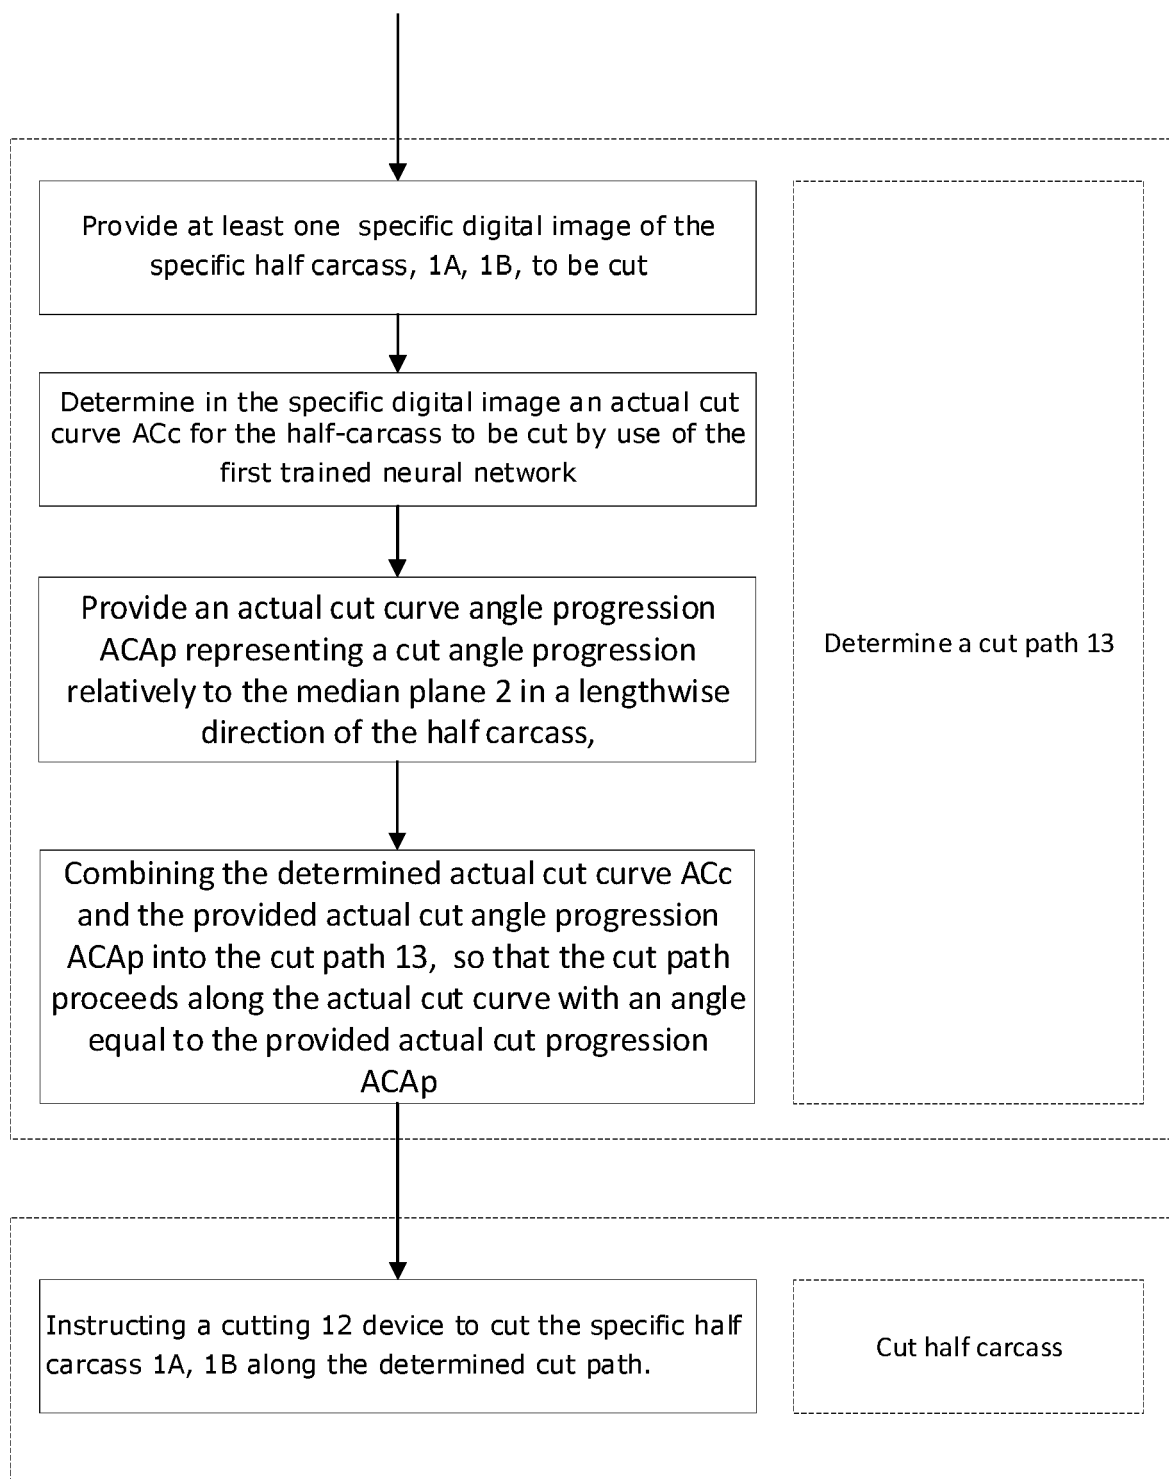 Provide at least one specific digital image of the
specific half carcass, 1A, 1B, to be cut
Determine in the specific digital image an actual cut
curve ACc for the half-carcass to be cut by use of the
first trained neural network
Provide an actual cut curve angle progression
ACAp representing a cut angle progression
relatively to the median plane 2 in a lengthwise
direction of the half carcass,
Determine a cut path 13
Combining the determined actual cut curve ACc
and the provided actual cut angle progression
ACAp into the cut path 13, so that the cut path
proceeds along the actual cut curve with an angle
equal to the provided actual cut progression
ACAp
Instructing a cutting 12 device to cut the specific half
carcass 1A, 1B along the determined cut path.
Cut half carcass